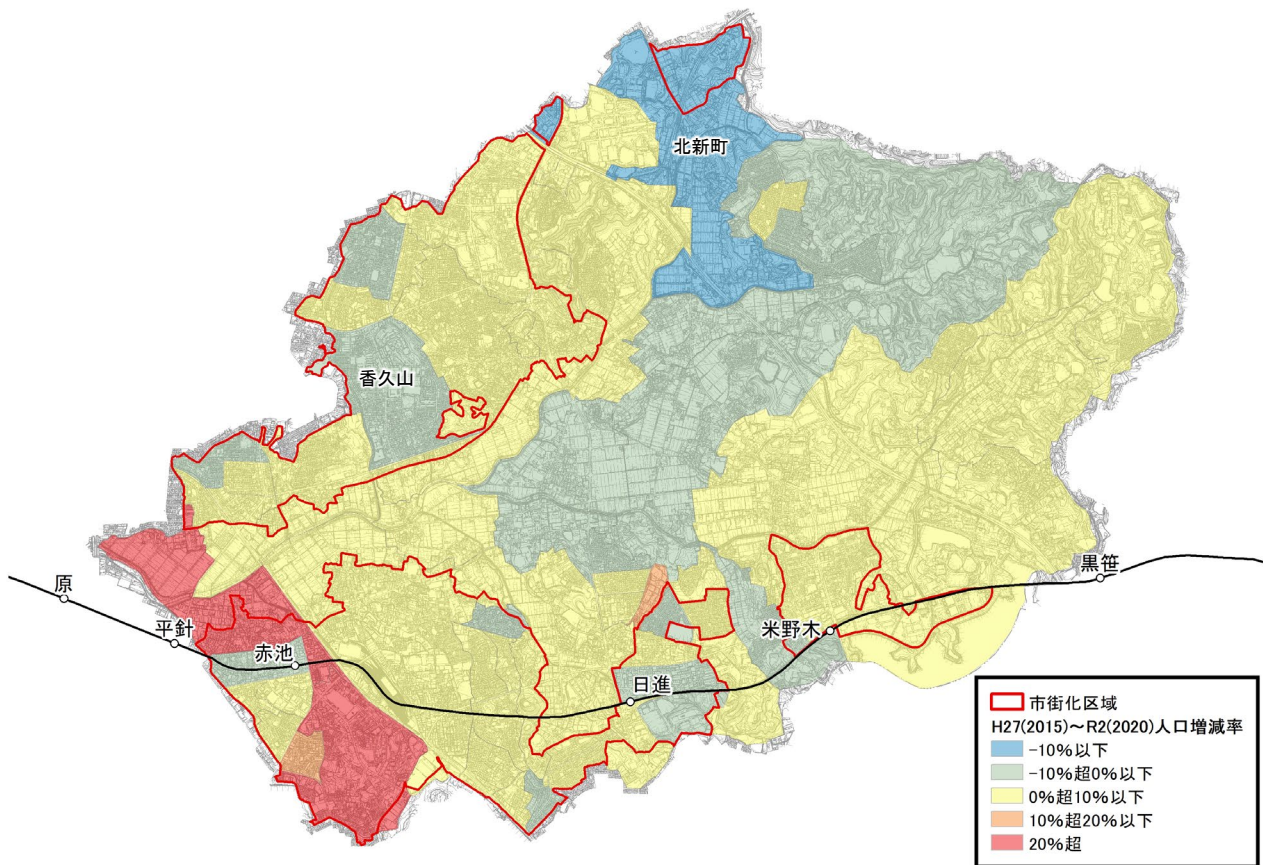 北新町
香久山
原
平針
赤池
日進
米野木
黒笹
市街化区域
H27(2015)~R2(2020)人口増減率
-10%以下
-10%超0%以下
0%超10%以下
10%超20%以下
20%超